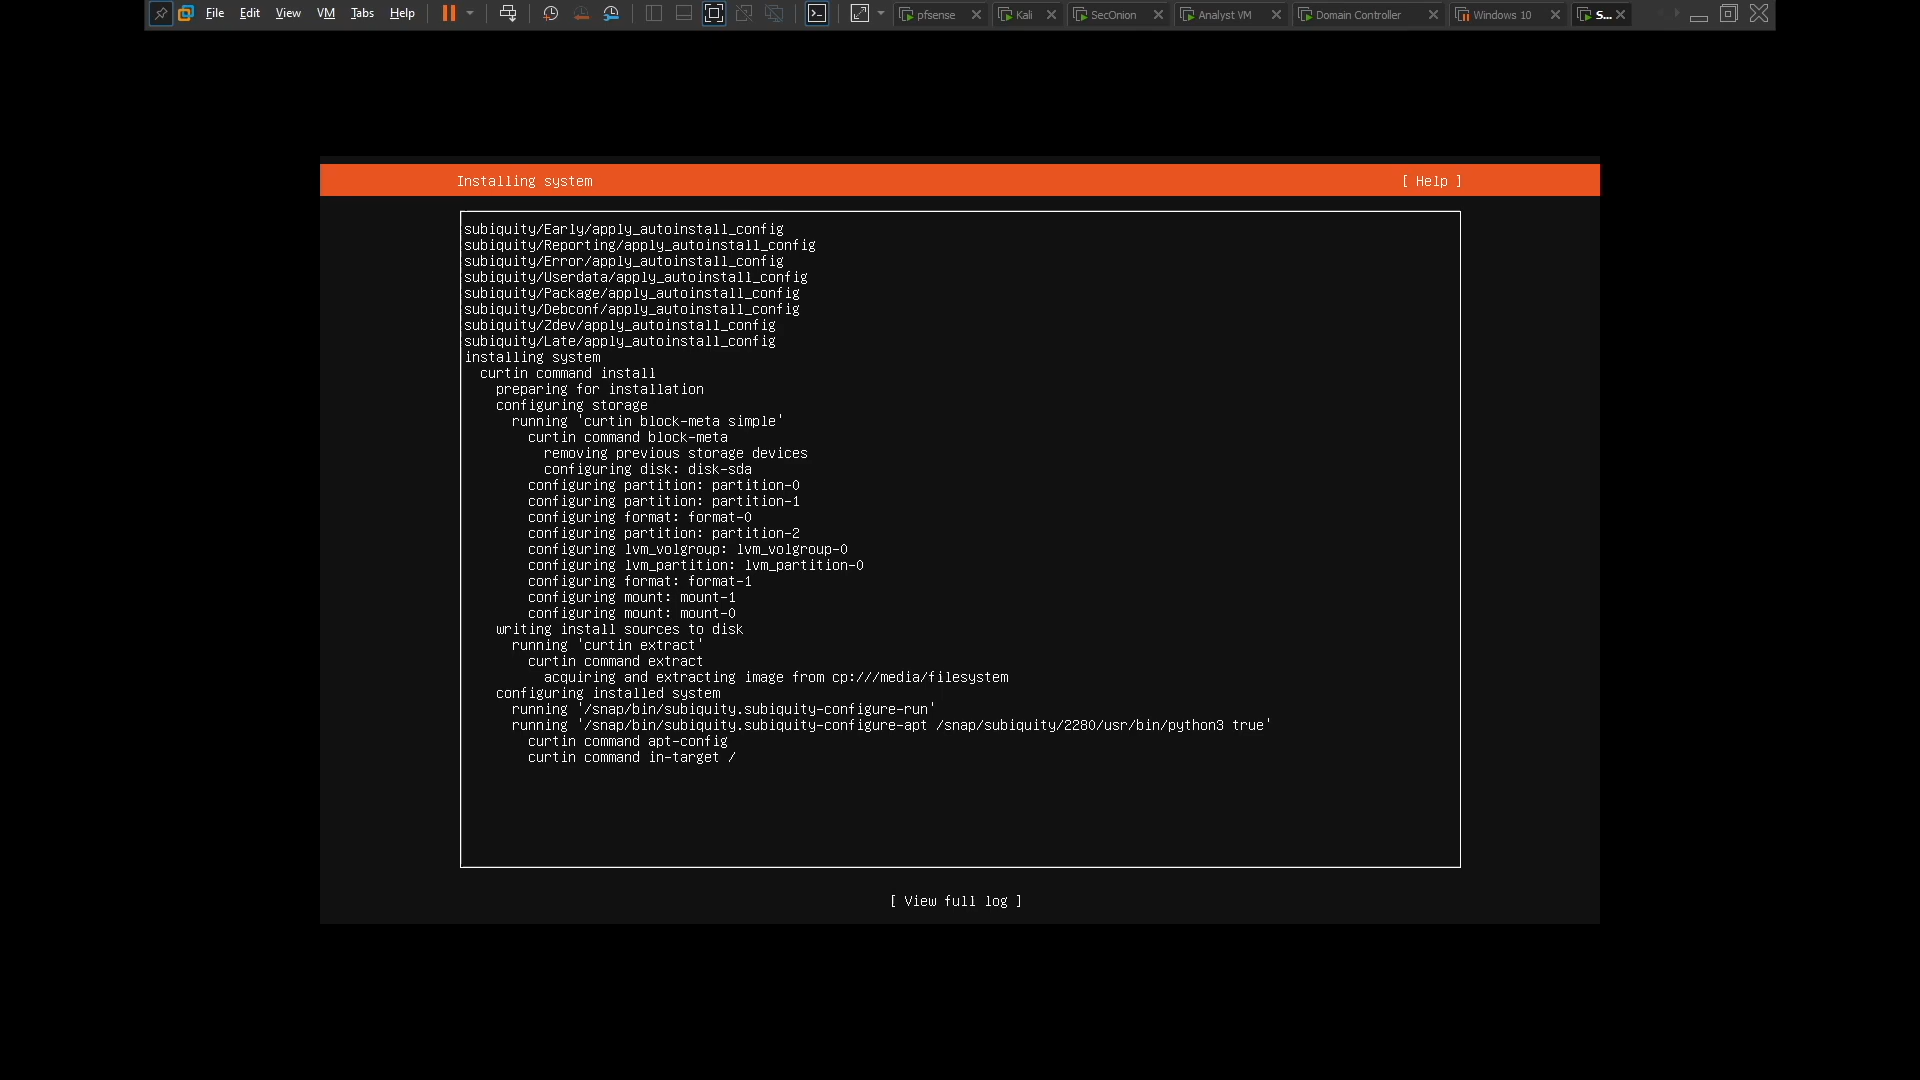 File Edit View VM Tabs Help pfsense Kali SecOnion Analyst VM Domain Controller Windows 10 S...
Installing system [ Help ]
subiquity/Early/apply_autoinstall_config
subiquity/Reporting/apply_autoinstall_config
subiquity/Error/apply_autoinstall_config
subiquity/Userdata/apply_autoinstall_config
subiquity/Package/apply_autoinstall_config
subiquity/Debconf/apply_autoinstall_config
subiquity/Zdev/apply_autoinstall_config
subiquity/Late/apply_autoinstall_config
installing system
curtin command install
preparing for installation
configuring storage
running 'curtin block-meta simple'
curtin command block-meta
removing previous storage devices
configuring disk: disk-sda
configuring partition: partition-0
configuring partition: partition-1
configuring format: format-0
configuring partition: partition-2
configuring lvm_volgroup: lvm_volgroup-0
configuring lvm_partition: lvm_partition-0
configuring format: format-1
configuring mount: mount-1
configuring mount: mount-0
writing install sources to disk
running 'curtin extract'
curtin command extract
acquiring and extracting image from cp:///media/filesystem
configuring installed system
running '/snap/bin/subiquity.subiquity-configure-run'
running '/snap/bin/subiquity.subiquity-configure-apt /snap/subiquity/2280/usr/bin/python3 true'
curtin command apt-config
curtin command in-target /
[ View full log ]